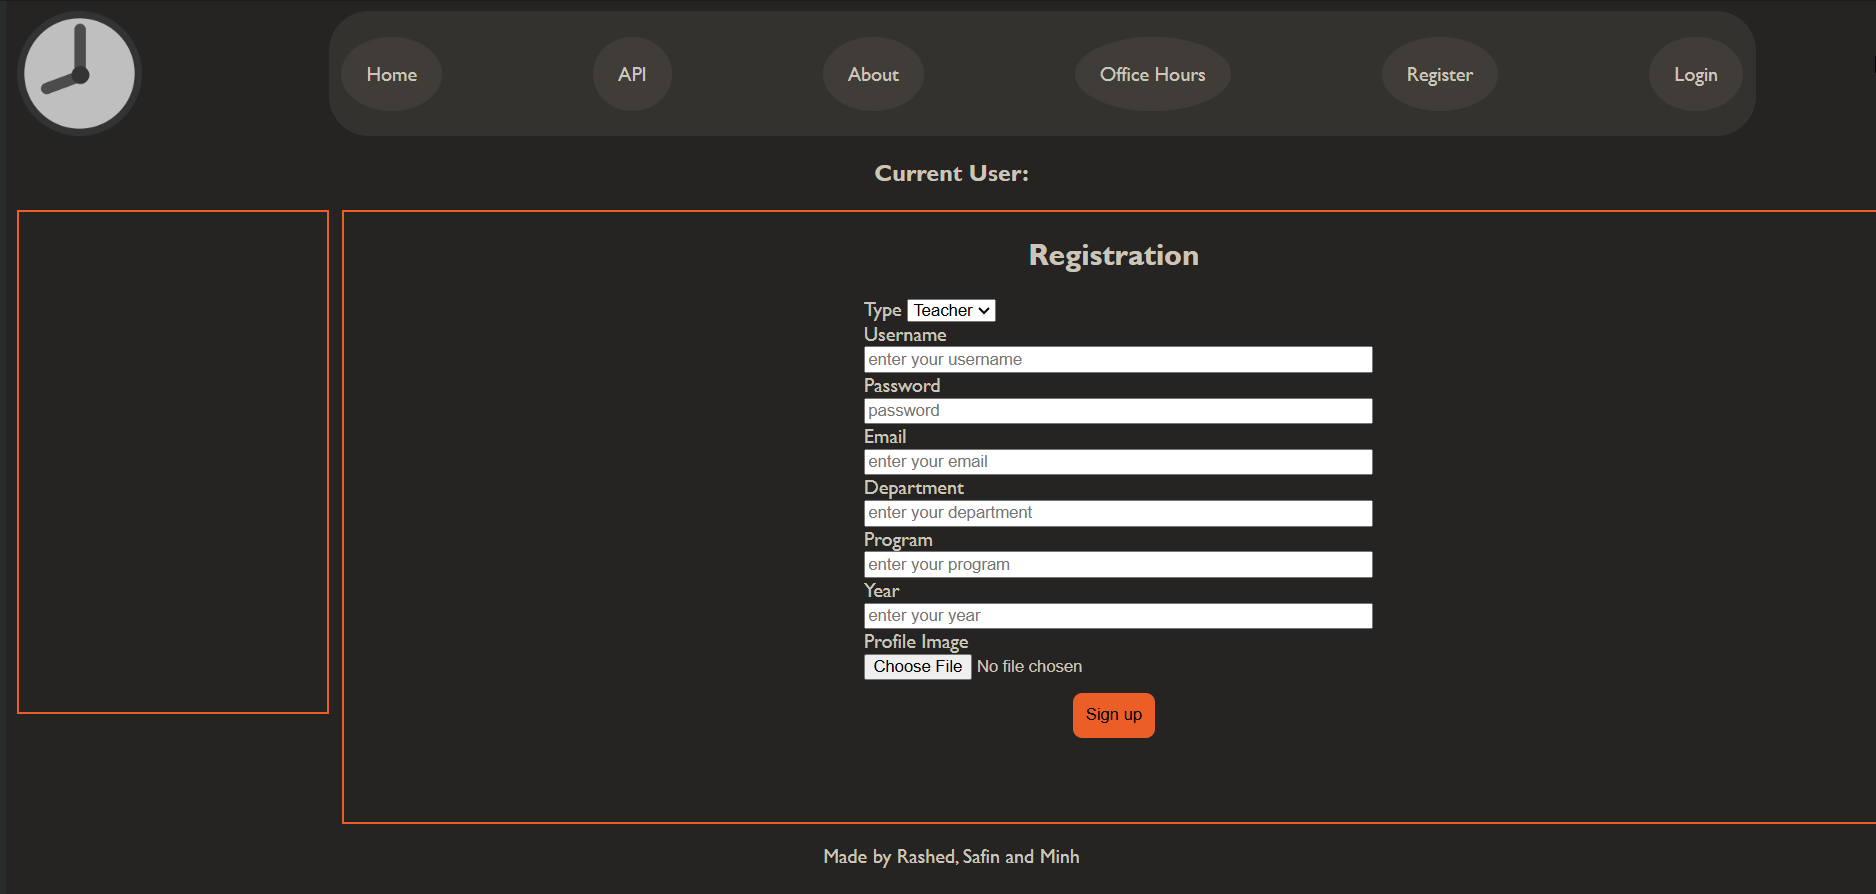 Home API About Office Hours Register Login
Current User:
Registration
Type Teacher
Username
enter your username
Password
password
Email
enter your email
Department
enter your department
Program
enter your program
Year
enter your year
Profile Image
Choose File No file chosen
Sign up
Made by Rashed, Safin and Minh